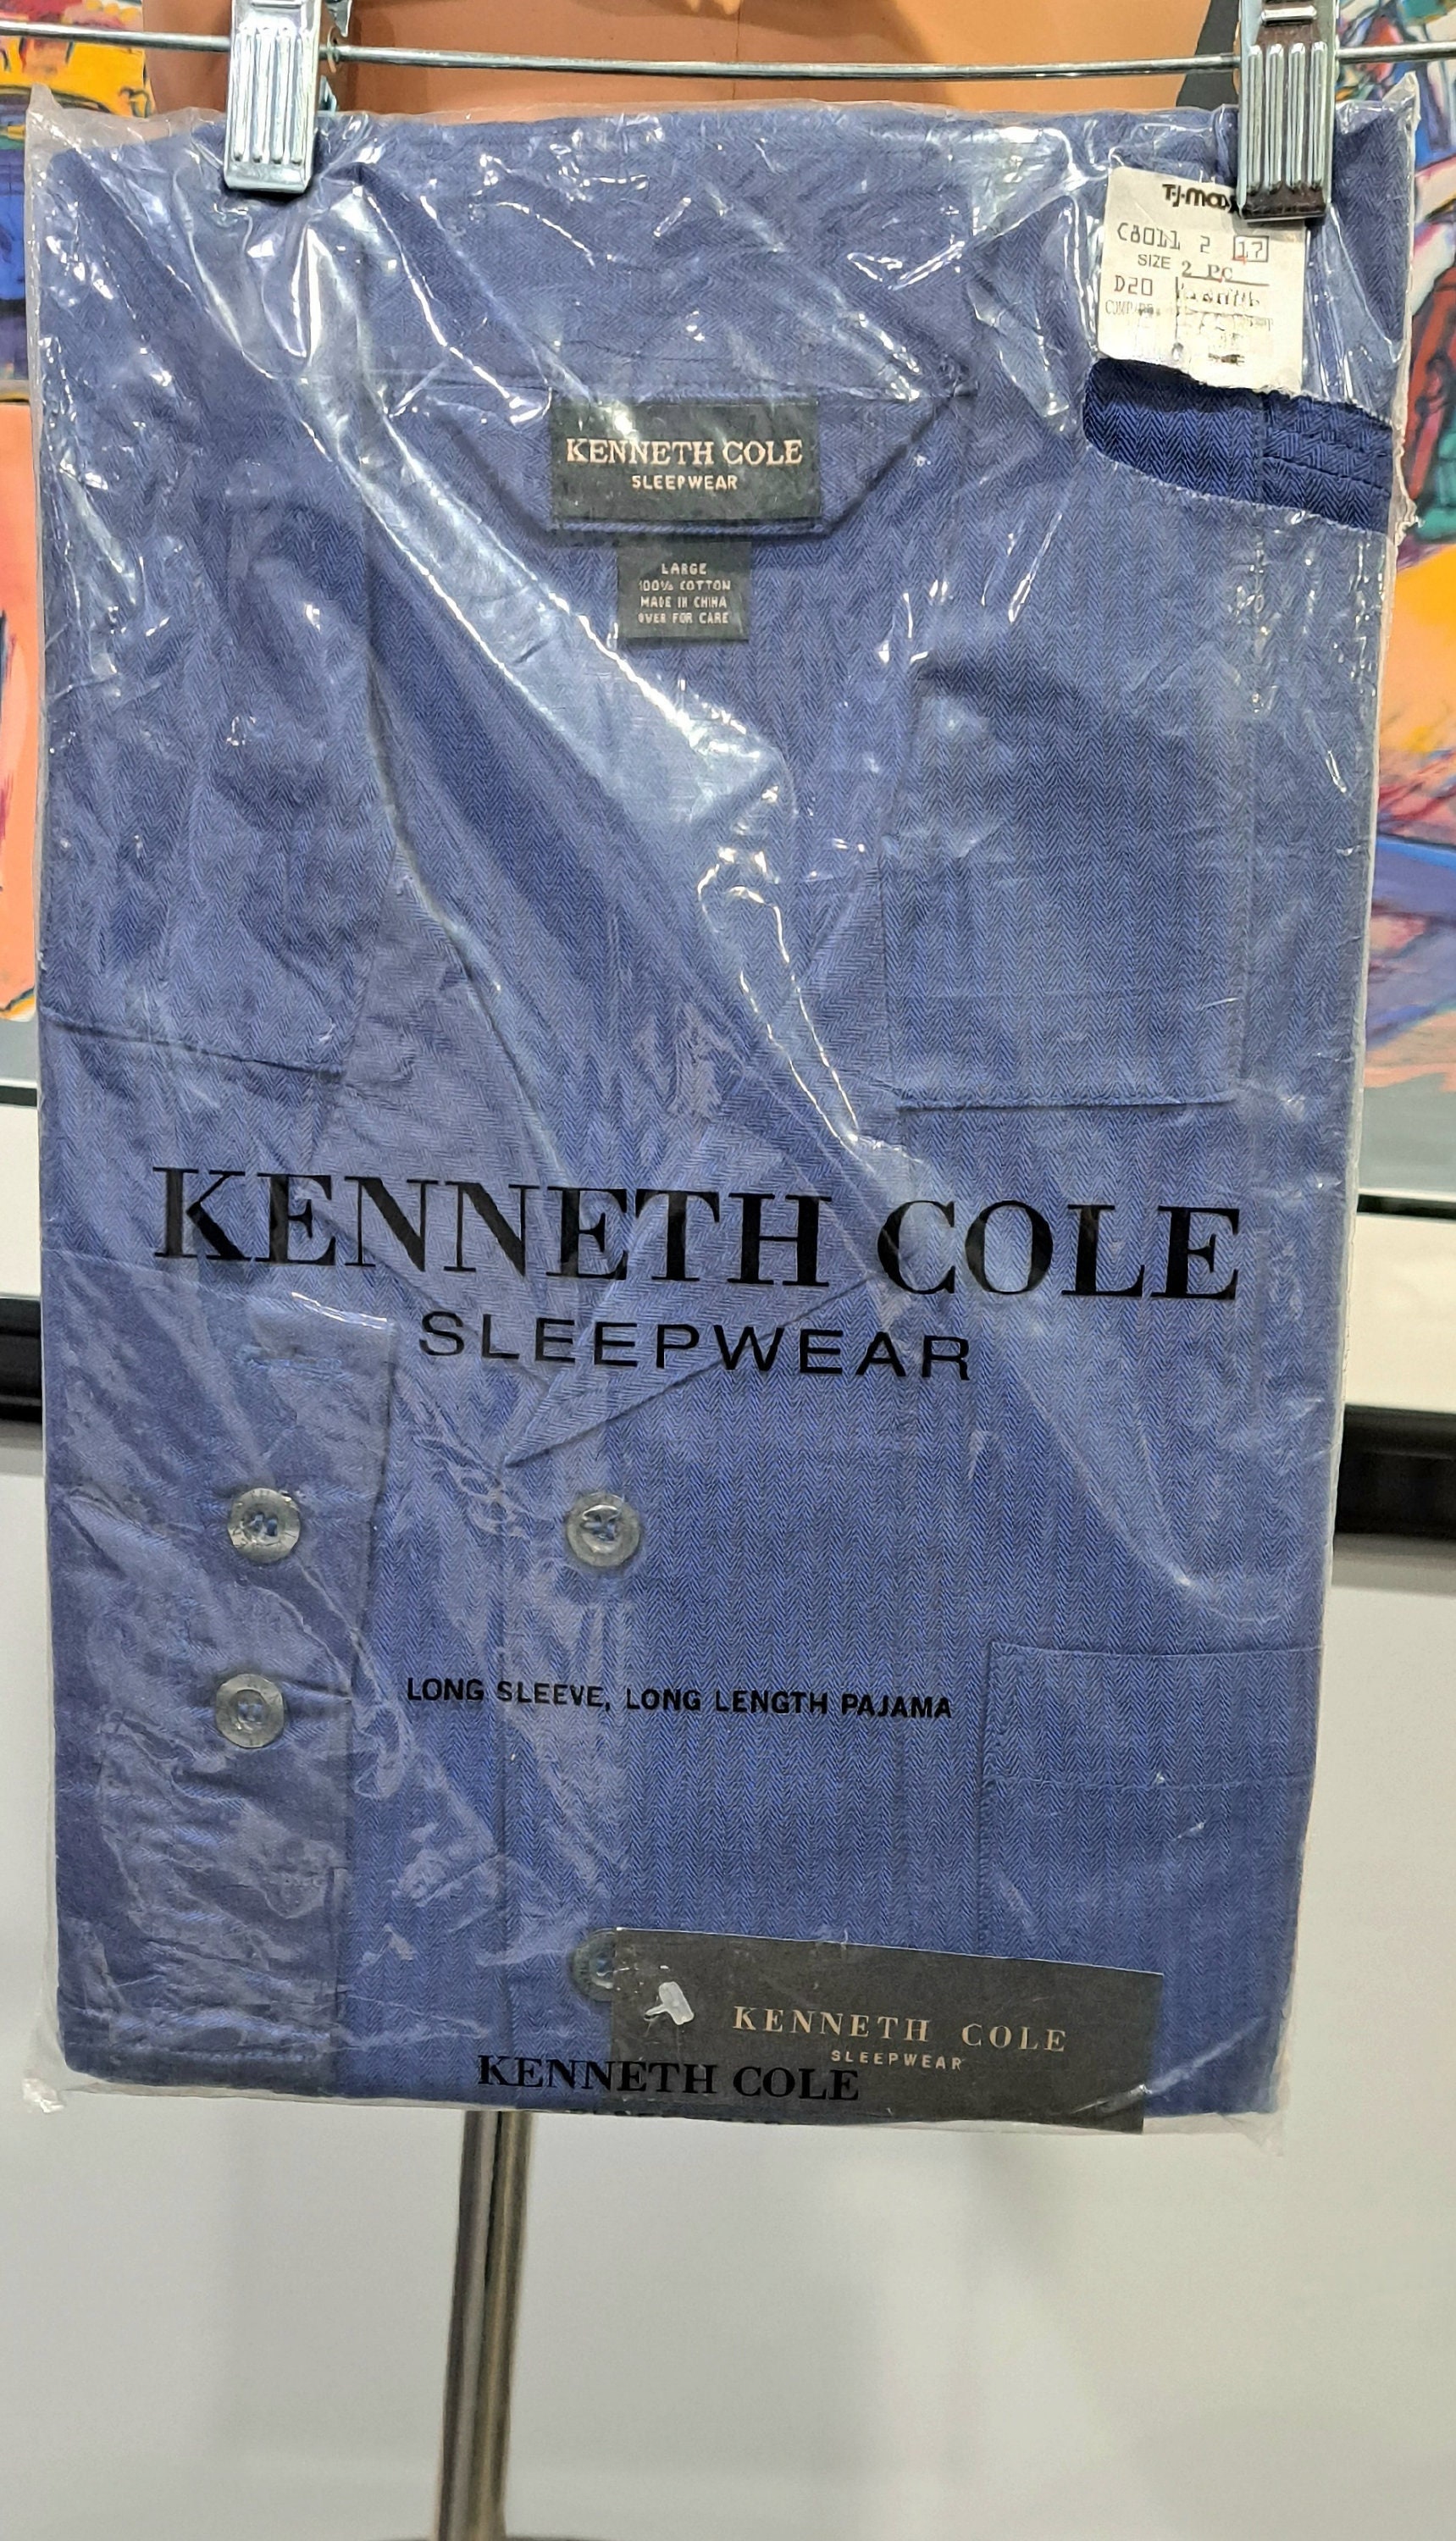 C8011 2 17
SIZE 2 PC
D20
KENNETH COLE
SLEEPWEAR
LARGE
100% COTTON
MADE IN CHINA
OVER FOR CARE
KENNETH COLE
SLEEPWEAR
LONG SLEEVE, LONG LENGTH PAJAMA
KENNETH COLE
SLEEPWEAR
KENNETH COLE